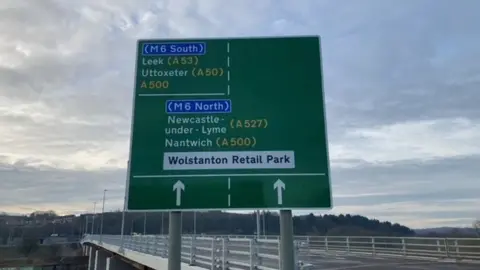 (M6 South)
Leek (A53)
Uttoxeter (A50)
A500
(M6 North)
Newcastle-
under-Lyme (A527)
Nantwich (A500)
Wolstanton Retail Park